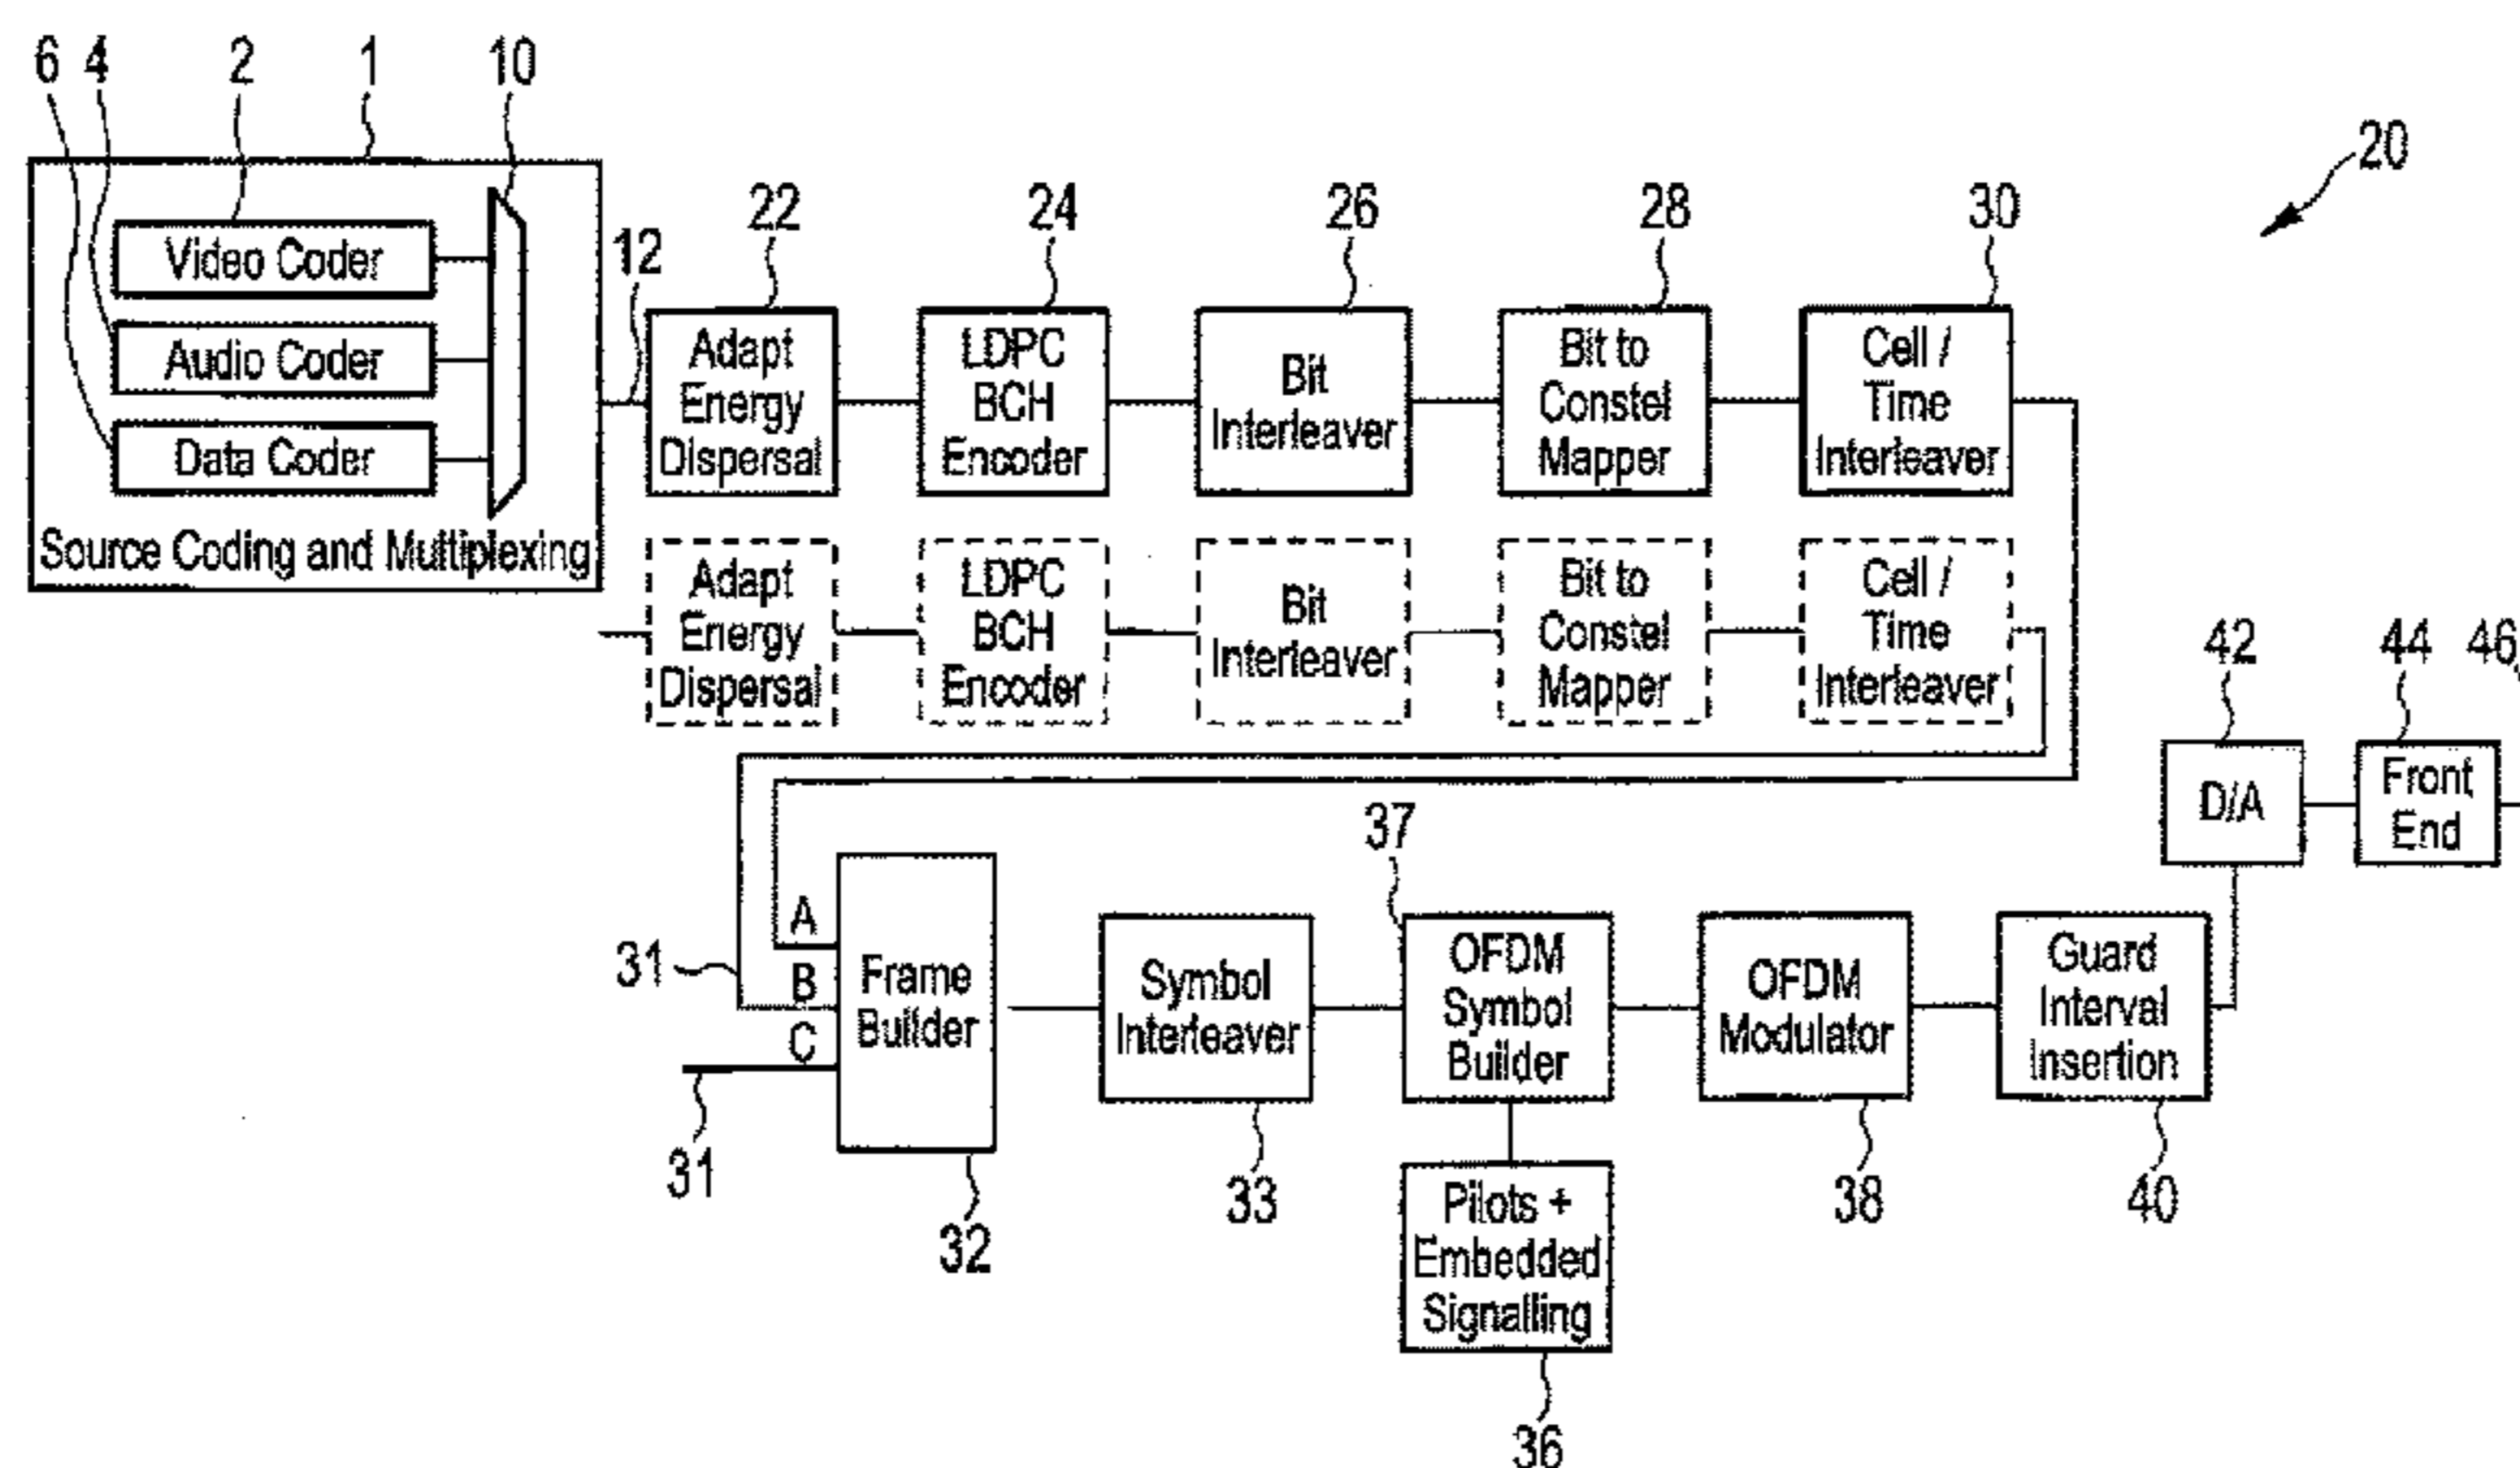 6 4 2 1 10
20
Video Coder
Audio Coder
Data Coder
Source Coding and Multiplexing
12
22
24
26
28
30
Adapt
Energy
Dispersal
LDPC
BCH
Encoder
Bit
Interleaver
Bit to
Constel
Mapper
Cell /
Time
Interleaver
Adapt
Energy
Dispersal
LDPC
BCH
Encoder
Bit
Interleaver
Bit to
Constel
Mapper
Cell /
Time
Interleaver
42
44
46
D/A
Front
End
37
31
A
B
C
31
Frame
Builder
32
Symbol
Interleaver
33
OFDM
Symbol
Builder
OFDM
Modulator
38
Guard
Interval
Insertion
40
Pilots +
Embedded
Signalling
36